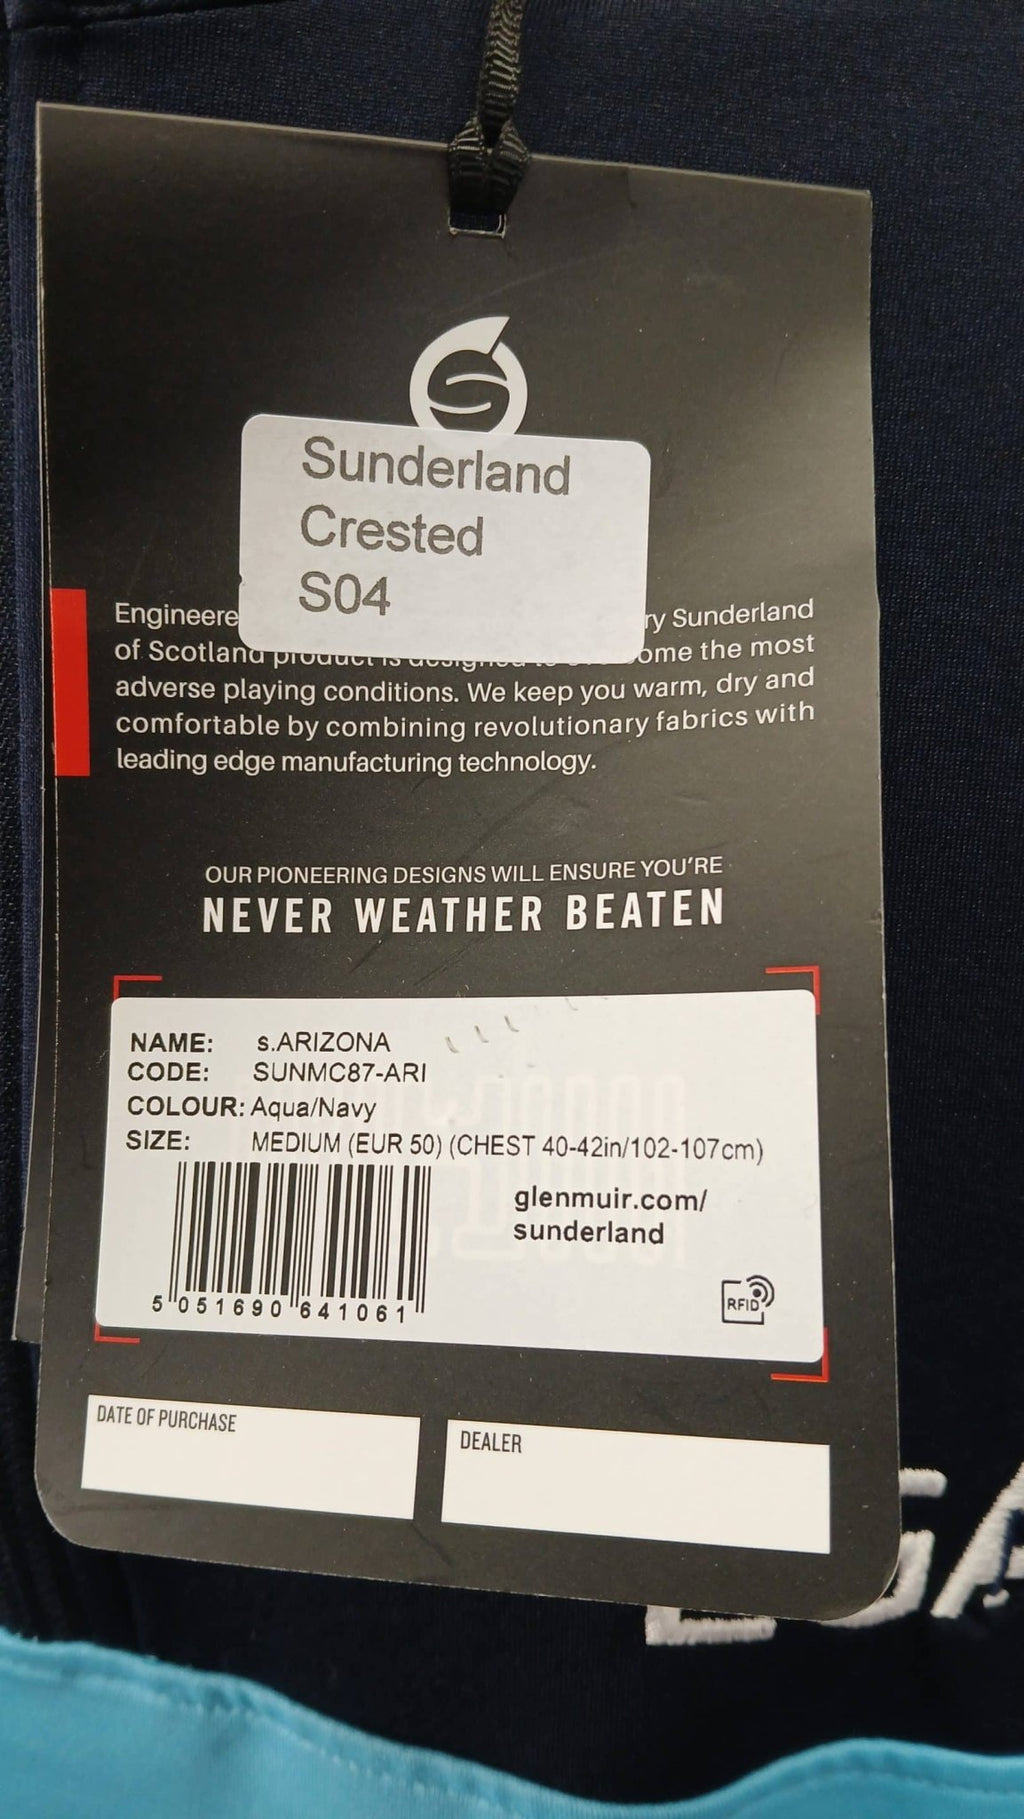 Sunderland
Crested
S04
Engineere ry Sunderland
of Scotland product is ome the most
adverse playing conditions. We keep you warm, dry and
comfortable by combining revolutionary fabrics with
leading edge manufacturing technology.
OUR PIONEERING DESIGNS WILL ENSURE YOU'RE
NEVER WEATHER BEATEN
NAME: s.ARIZONA
CODE: SUNMC87-ARI
COLOUR: Aqua/Navy
SIZE: MEDIUM (EUR 50) (CHEST 40-42in/102-107cm)
glenmuir.com/
sunderland
5 051690 641061
RFID
DATE OF PURCHASE
DEALER